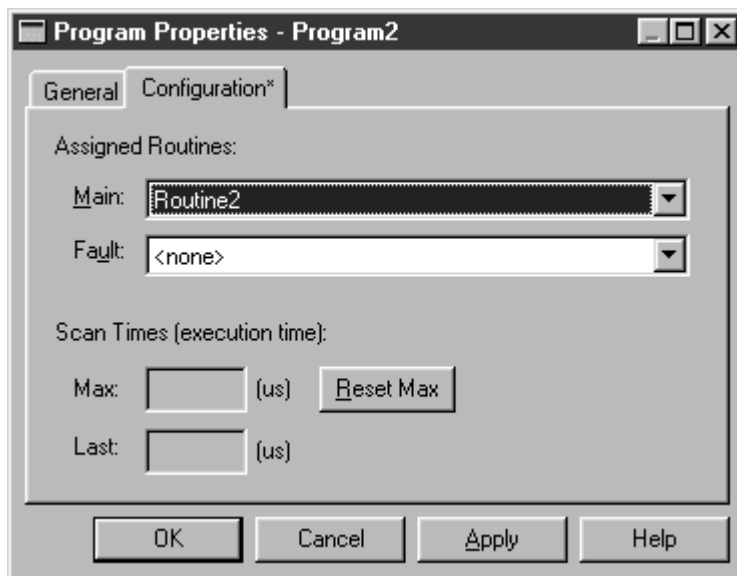 Program Properties - Program2
General Configuration*
Assigned Routines:
Main: Routine2
Fault: <none>
Scan Times (execution time):
Max: (us) Reset Max
Last: (us)
OK Cancel Apply Help